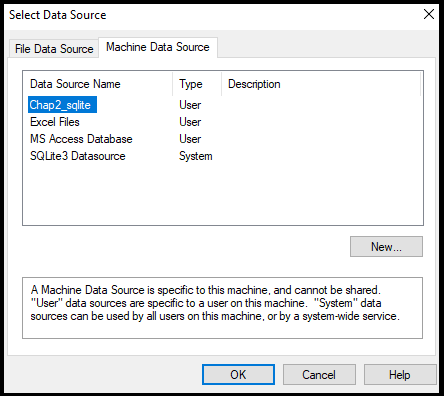 Select Data Source
File Data Source Machine Data Source
Data Source Name Type Description
Chap2_sqlite User
Excel Files User
MS Access Database User
SQLite3 Datasource System
New...
A Machine Data Source is specific to this machine, and cannot be shared.
"User" data sources are specific to a user on this machine. "System" data
sources can be used by all users on this machine, or by a system-wide service.
OK Cancel Help